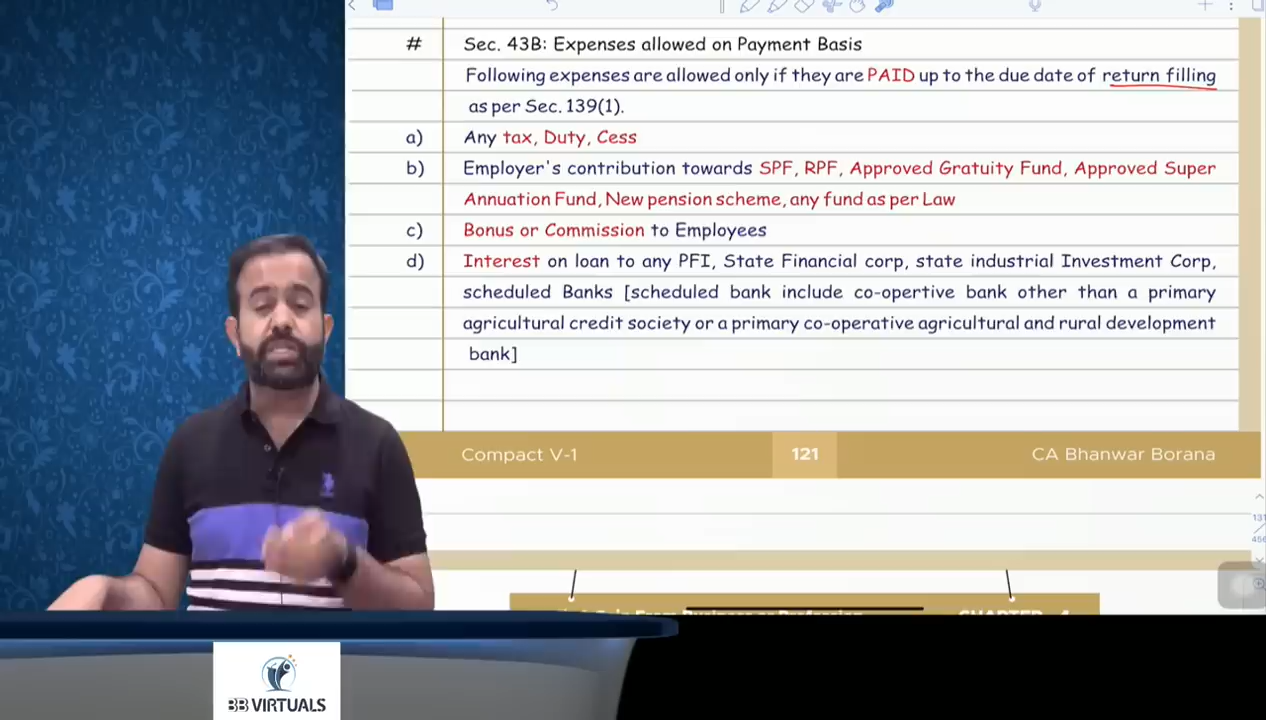 # Sec. 43B: Expenses allowed on Payment Basis
Following expenses are allowed only if they are PAID up to the due date of return filling
as per Sec. 139(1).
a) Any tax, Duty, Cess
b) Employer's contribution towards SPF, RPF, Approved Gratuity Fund, Approved Super
Annuation Fund, New pension scheme, any fund as per Law
c) Bonus or Commission to Employees
d) Interest on loan to any PFI, State Financial corp, state industrial Investment Corp,
scheduled Banks [scheduled bank include co-opertive bank other than a primary
agricultural credit society or a primary co-operative agricultural and rural development
bank]
Compact V-1 121 CA Bhanwar Borana
BB VIRTUALS